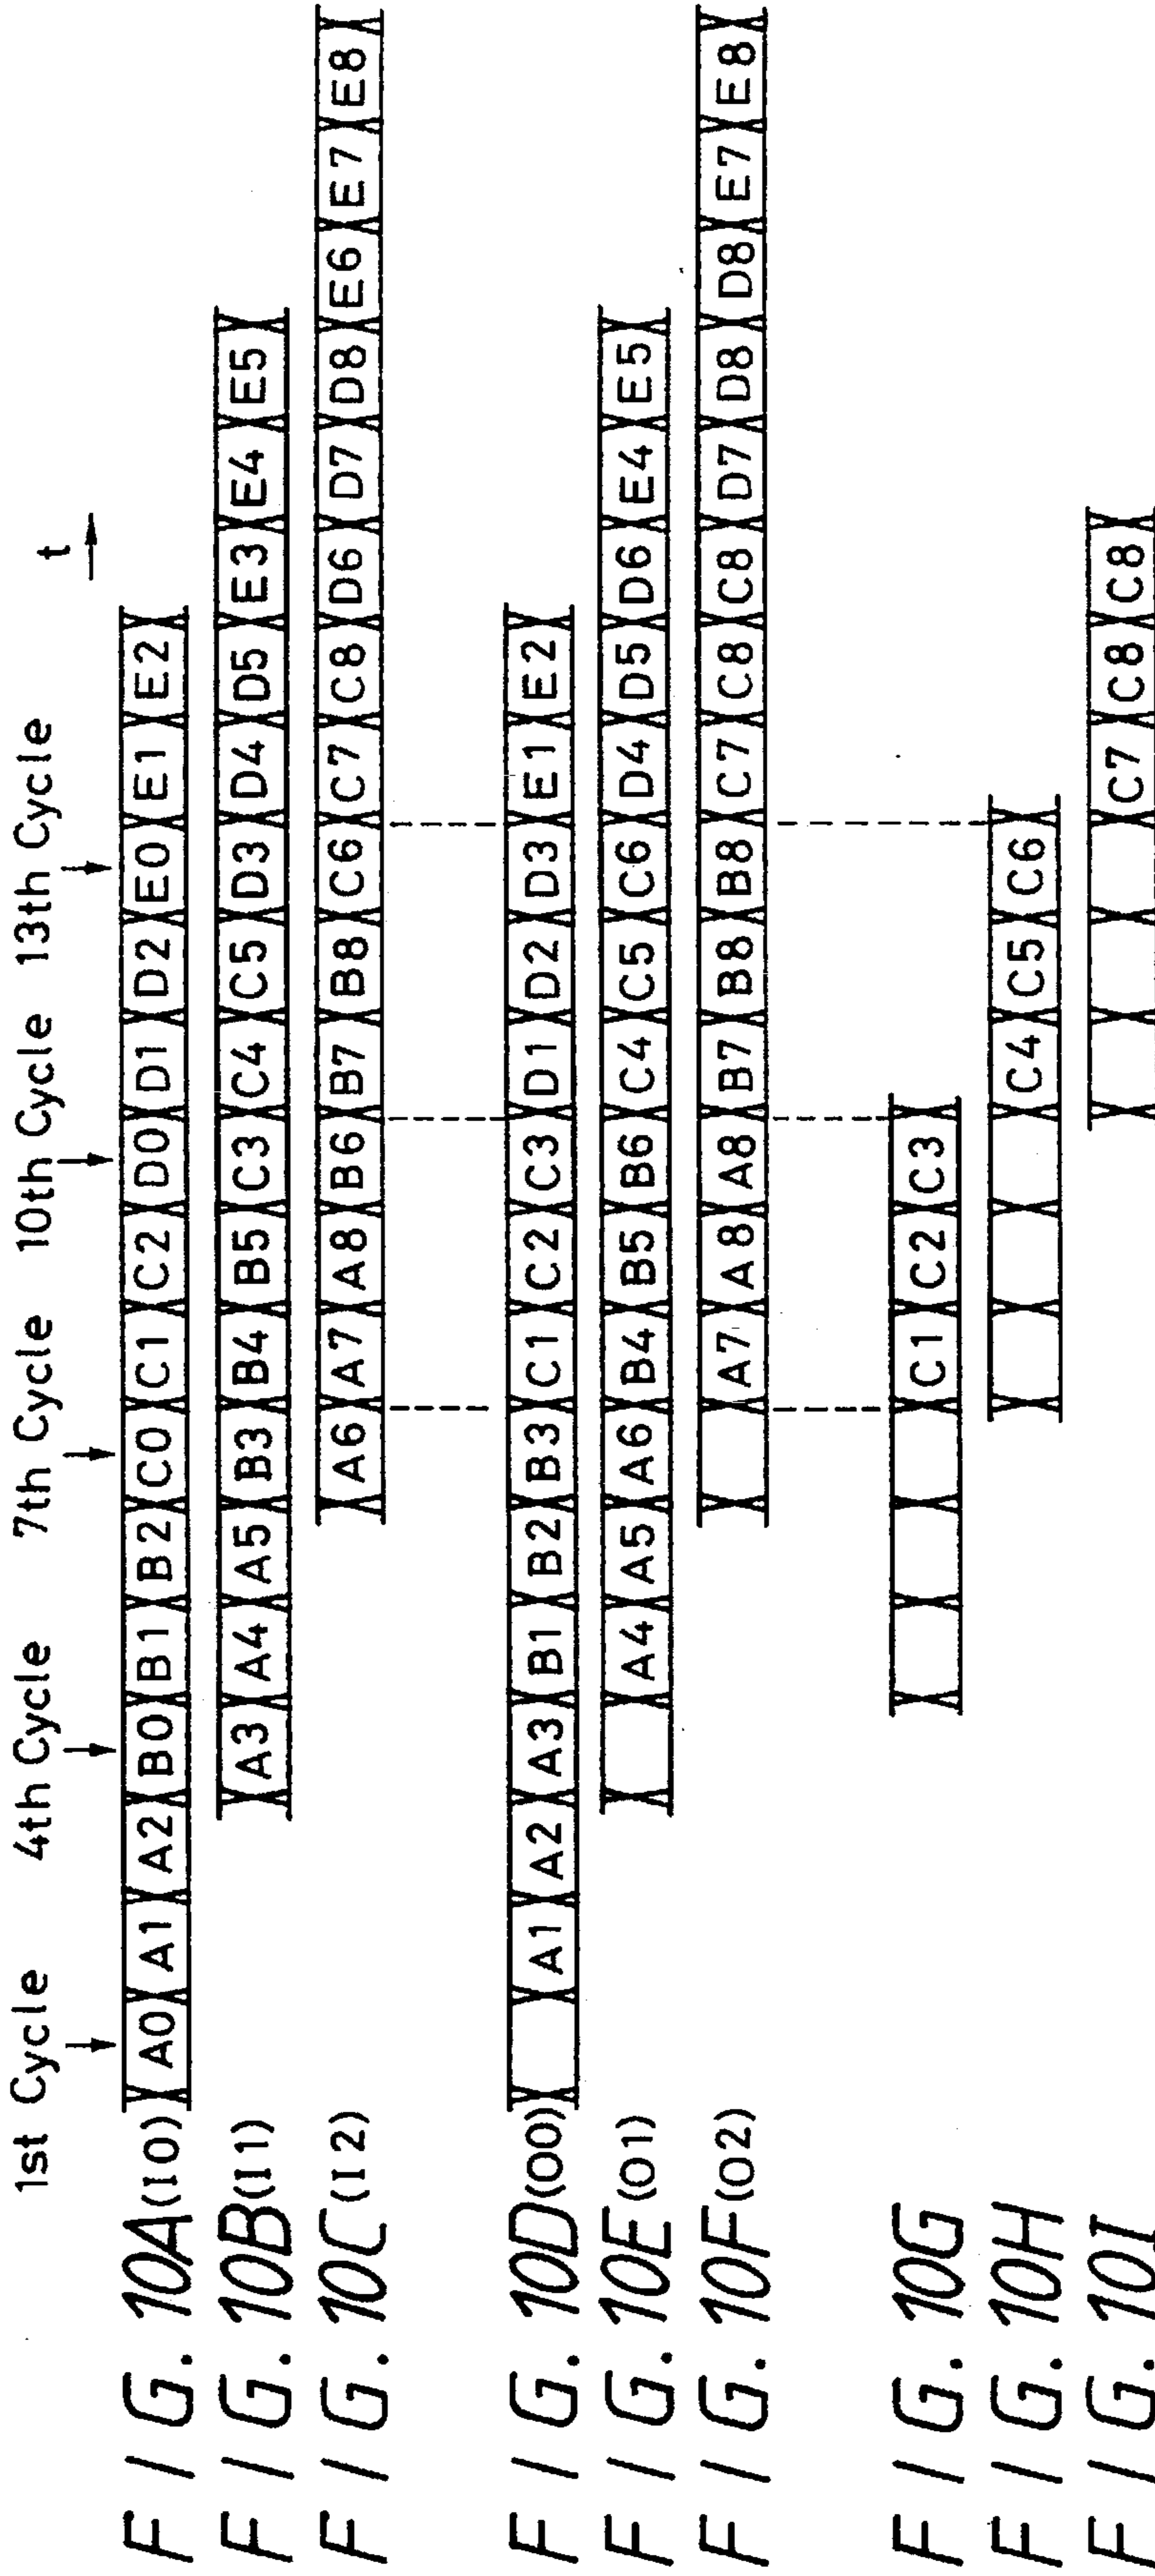 1st Cycle 4th Cycle 7th Cycle 10th Cycle 13th Cycle t
FIG. 10A (I0) A0 A1 A2 B0 B1 B2 C0 C1 C2 D0 D1 D2 E0 E1 E2
FIG. 10B (I1) A3 A4 A5 B3 B4 B5 C3 C4 C5 D3 D4 D5 E3 E4 E5
FIG. 10C (I2) A6 A7 A8 B6 B7 B8 C6 C7 C8 D6 D7 D8 E6 E7 E8
FIG. 10D (O0) A1 A2 A3 B1 B2 B3 C1 C2 C3 D1 D2 D3 E1 E2
FIG. 10E (O1) A4 A5 A6 B4 B5 B6 C4 C5 C6 D4 D5 D6 E4 E5
FIG. 10F (O2) A7 A8 A8 B7 B8 B8 C7 C8 C8 D7 D8 D8 E7 E8
FIG. 10G C1 C2 C3
FIG. 10H C4 C5 C6
FIG. 10I C7 C8 C8